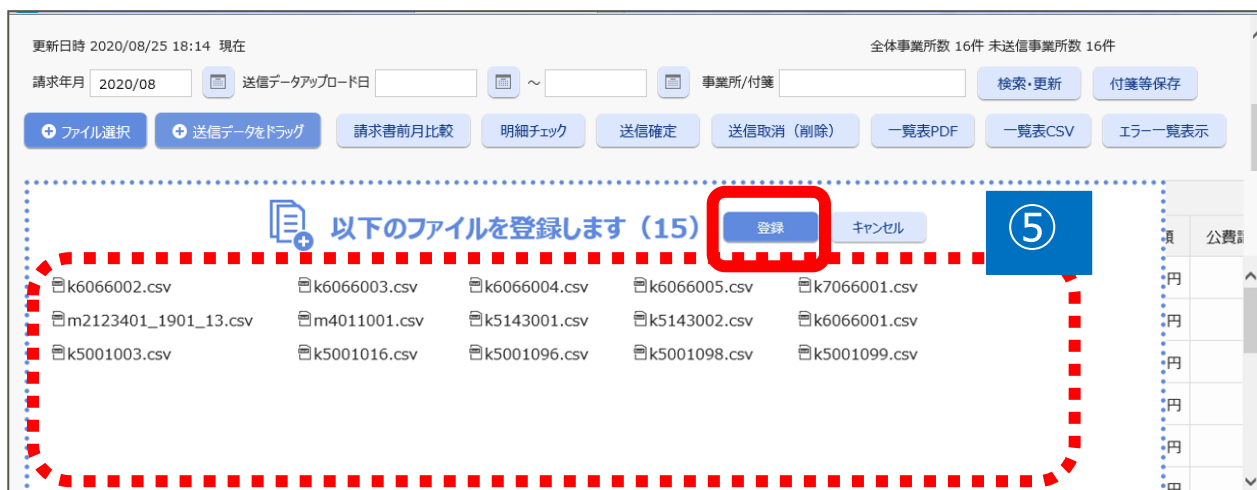 更新日時 2020/08/25 18:14 現在 全体事業所数 16件 未送信事業所数 16件
請求年月 2020/08 送信データアップロード日 ～ 事業所/付箋 検索・更新 付箋等保存
ファイル選択 送信データをドラッグ 請求書前月比較 明細チェック 送信確定 送信取消（削除） 一覧表PDF 一覧表CSV エラー一覧表示
以下のファイルを登録します（15） 登録 キャンセル ⑤
額 公費
k6066002.csv k6066003.csv k6066004.csv k6066005.csv k7066001.csv 円
m2123401_1901_13.csv m4011001.csv k5143001.csv k5143002.csv k6066001.csv 円
k5001003.csv k5001016.csv k5001096.csv k5001098.csv k5001099.csv 円
円
円
円